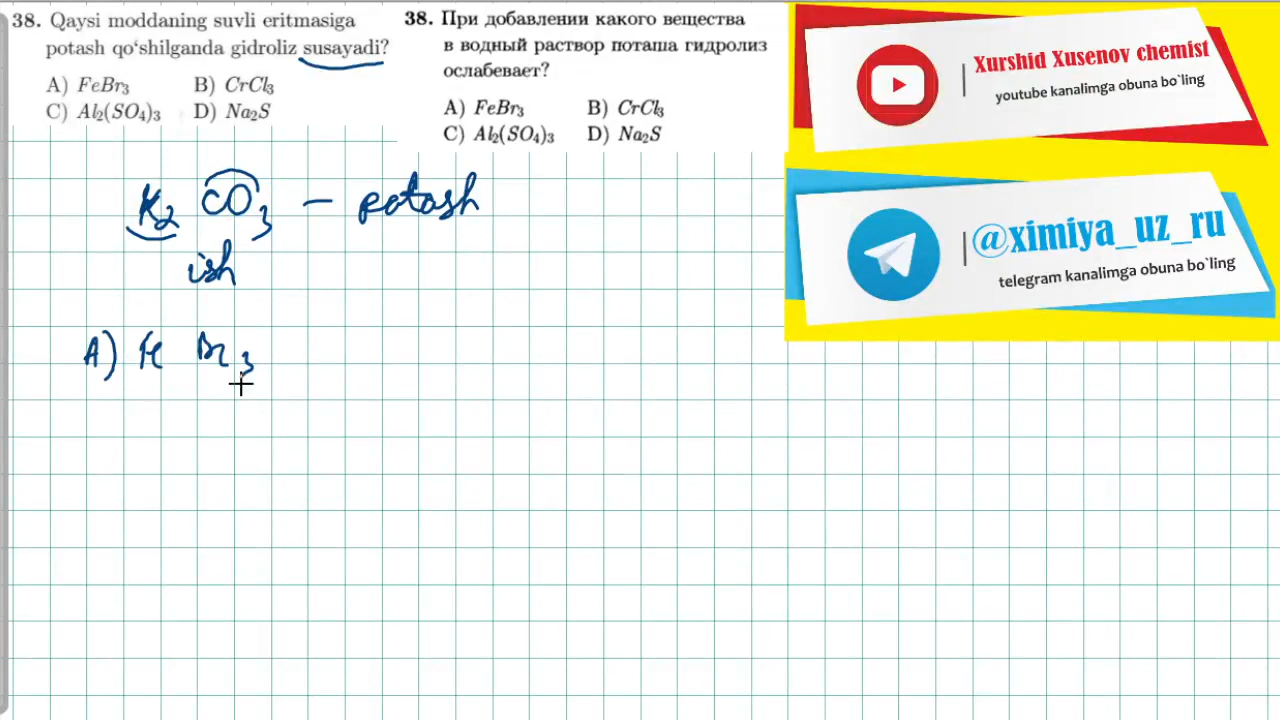 38. Qaysi moddaning suvli eritmasiga
potash qo‘shilganda gidroliz susayadi?
A) FeBr₃ B) CrCl₃
C) Al₂(SO₄)₃ D) Na₂S
38. При добавлении какого вещества
в водный раствор поташа гидролиз
ослабевает?
A) FeBr₃ B) CrCl₃
C) Al₂(SO₄)₃ D) Na₂S
Xurshid Xusenov chemist
youtube kanalimga obuna bo`ling
@ximiya_uz_ru
telegram kanalimga obuna bo`ling
K₂CO₃ – potash
ish
A) Fe Br₃